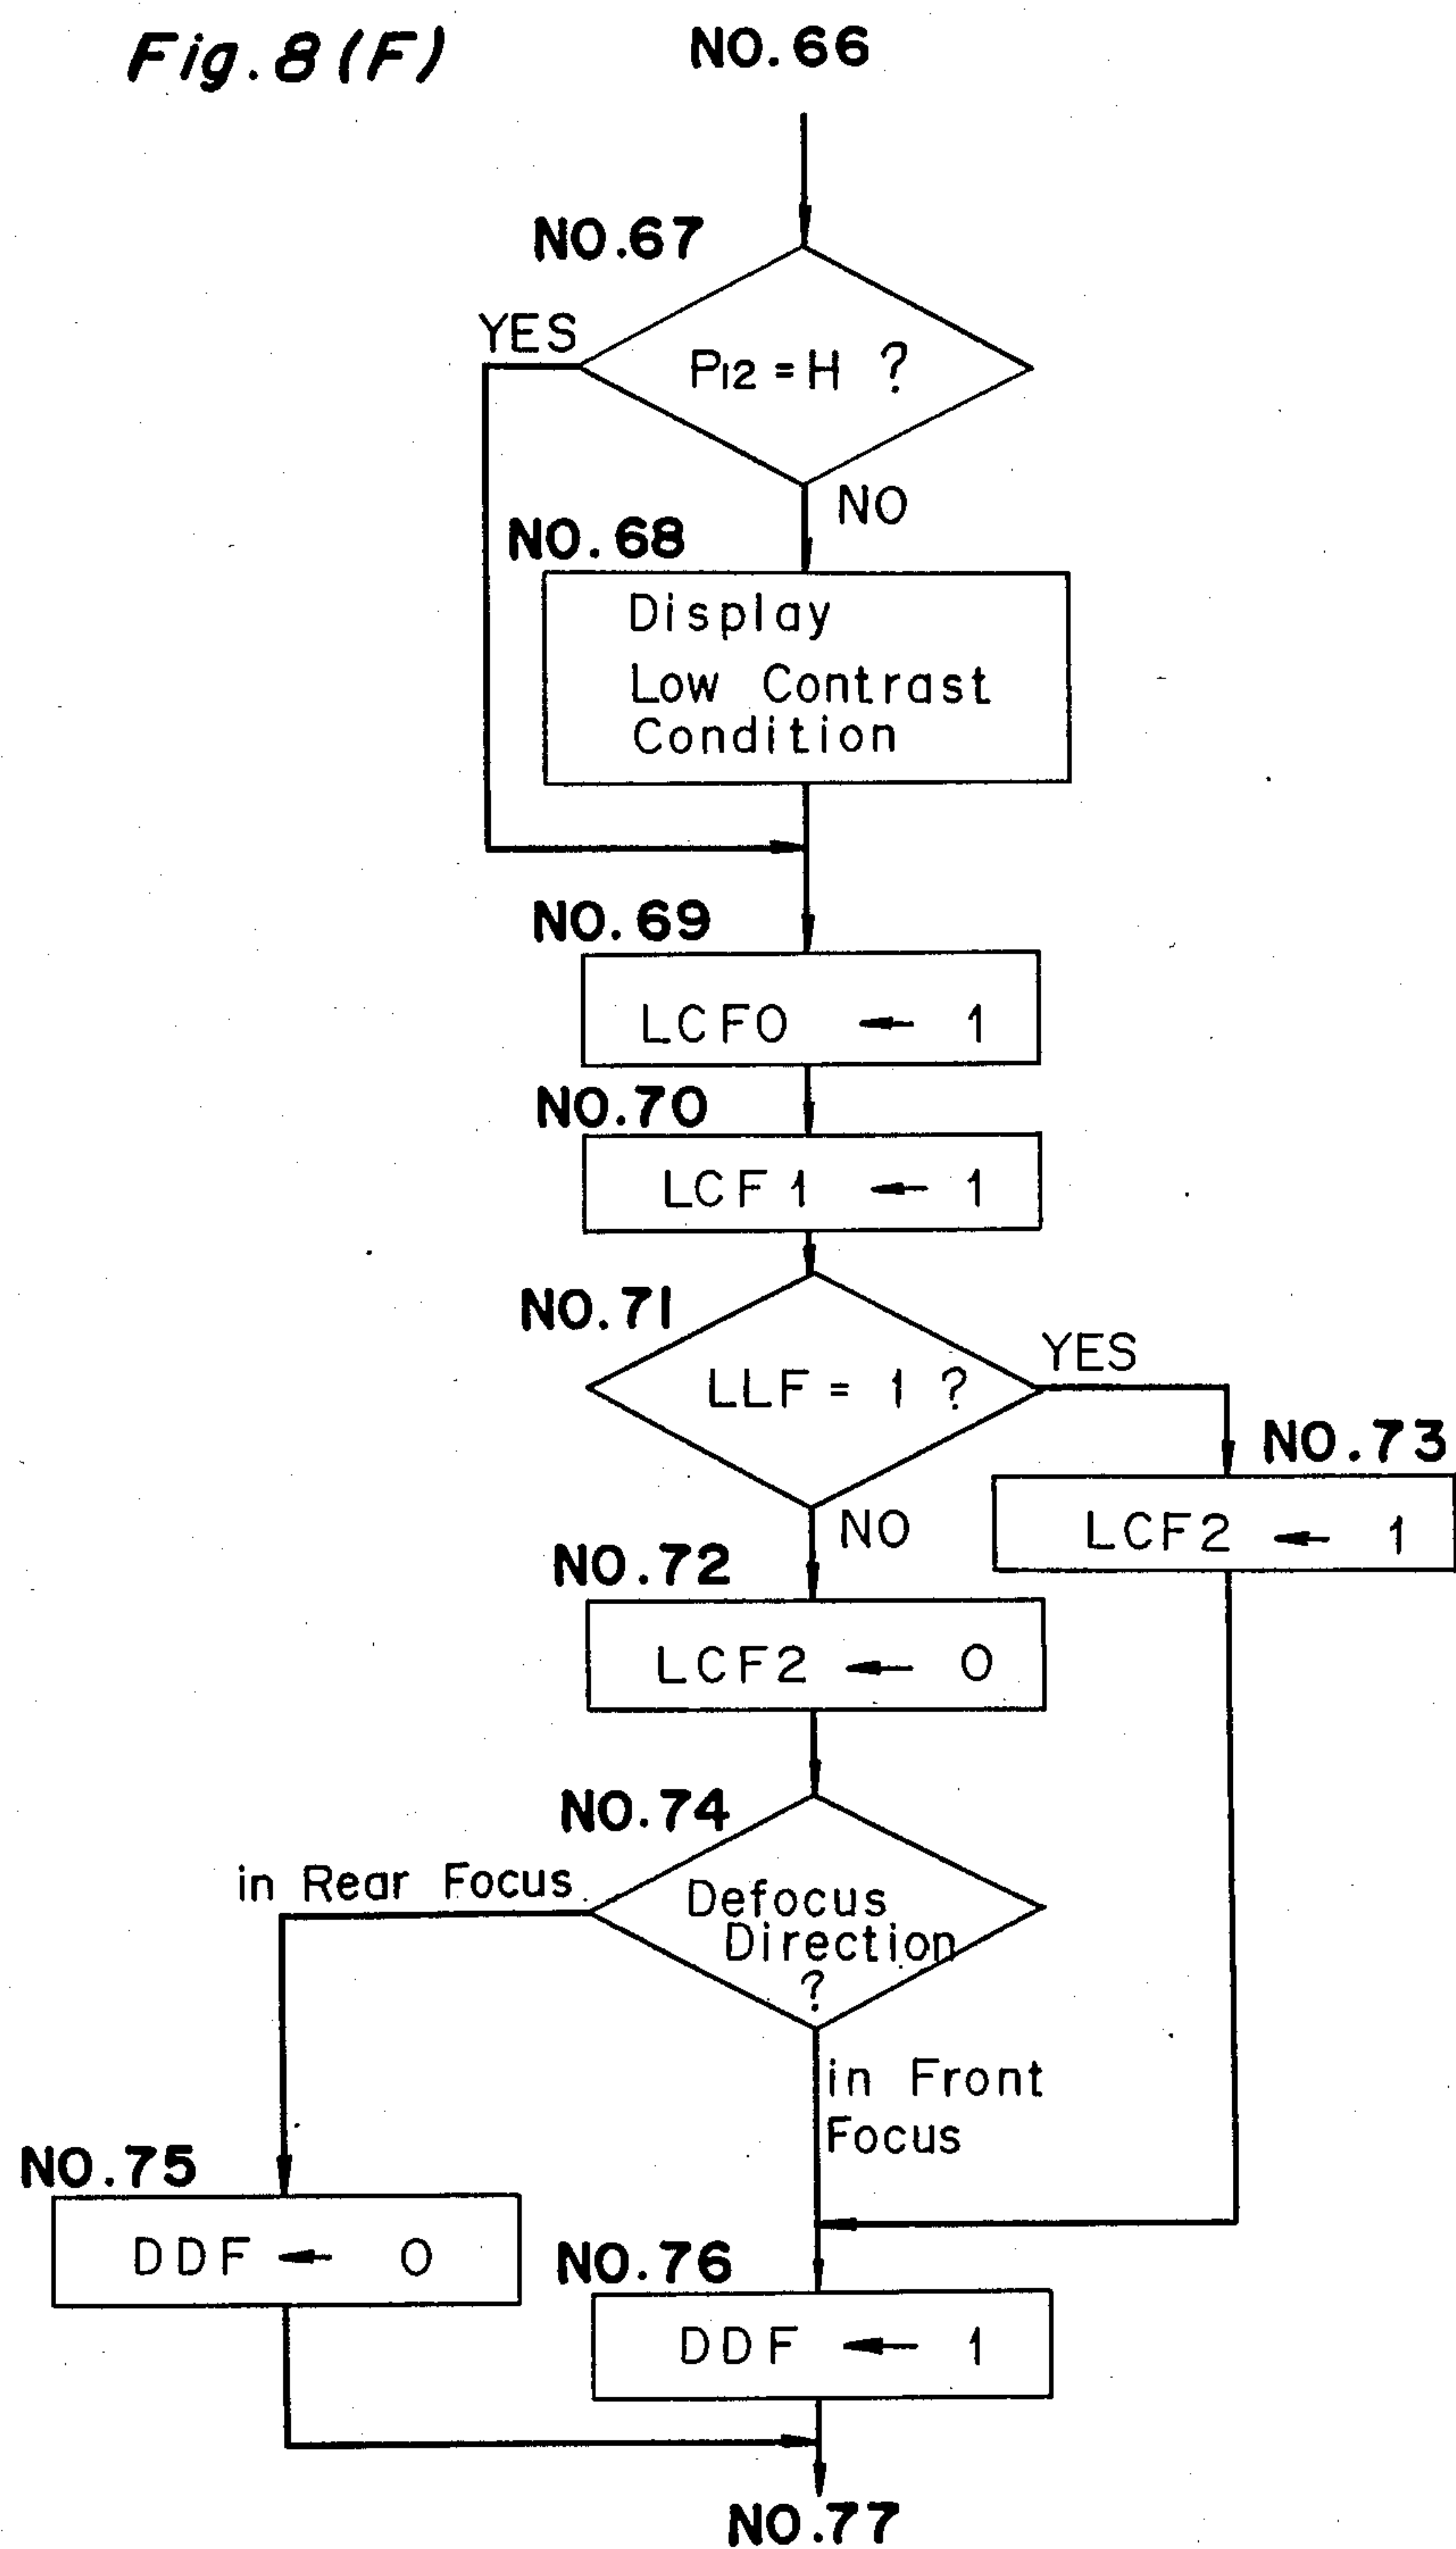 Fig. 8 (F)
NO. 66
NO. 67
YES
P12 = H ?
NO
NO. 68
Display
Low Contrast
Condition
NO. 69
LCF0 ← 1
NO. 70
LCF1 ← 1
NO. 71
LLF = 1 ?
YES
NO. 73
LCF2 ← 1
NO
NO. 72
LCF2 ← 0
NO. 74
in Rear Focus
Defocus
Direction
?
in Front
Focus
NO. 75
DDF ← 0
NO. 76
DDF ← 1
NO. 77